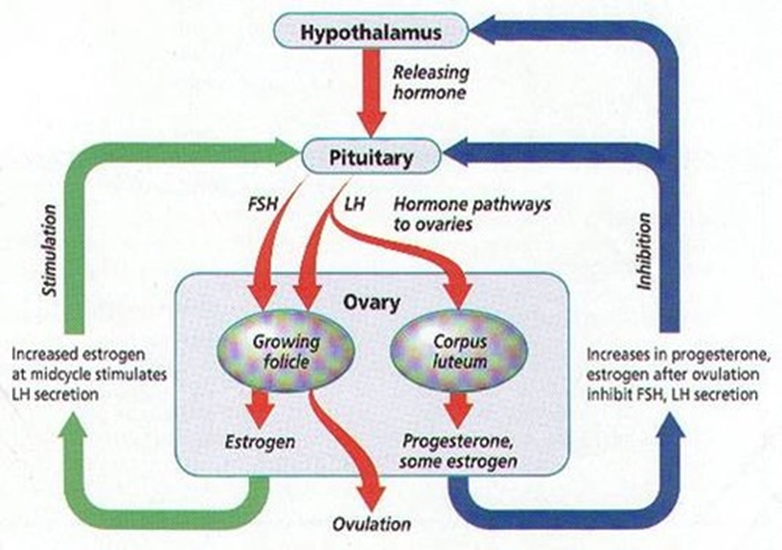 Hypothalamus
Releasing
hormone
Pituitary
FSH
LH
Hormone pathways
to ovaries
Stimulation
Inhibition
Ovary
Growing
folicle
Corpus
luteum
Increased estrogen
at midcycle stimulates
LH secretion
Increases in progesterone,
estrogen after ovulation
inhibit FSH, LH secretion
Estrogen
Progesterone,
some estrogen
Ovulation